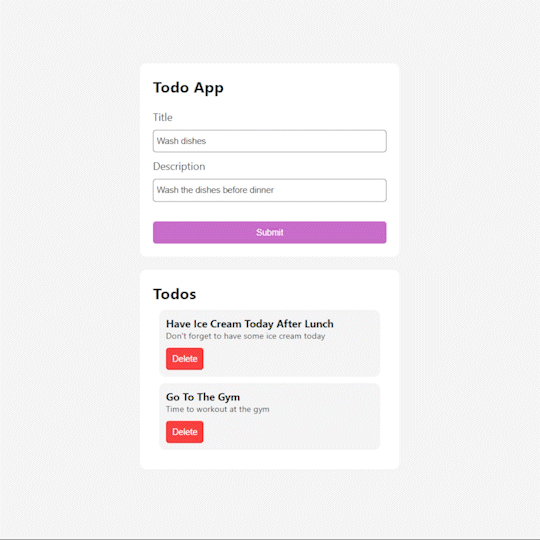 Todo App
Title
Wash dishes
Description
Wash the dishes before dinner
Submit
Todos
Have Ice Cream Today After Lunch
Don't forget to have some ice cream today
Delete
Go To The Gym
Time to workout at the gym
Delete